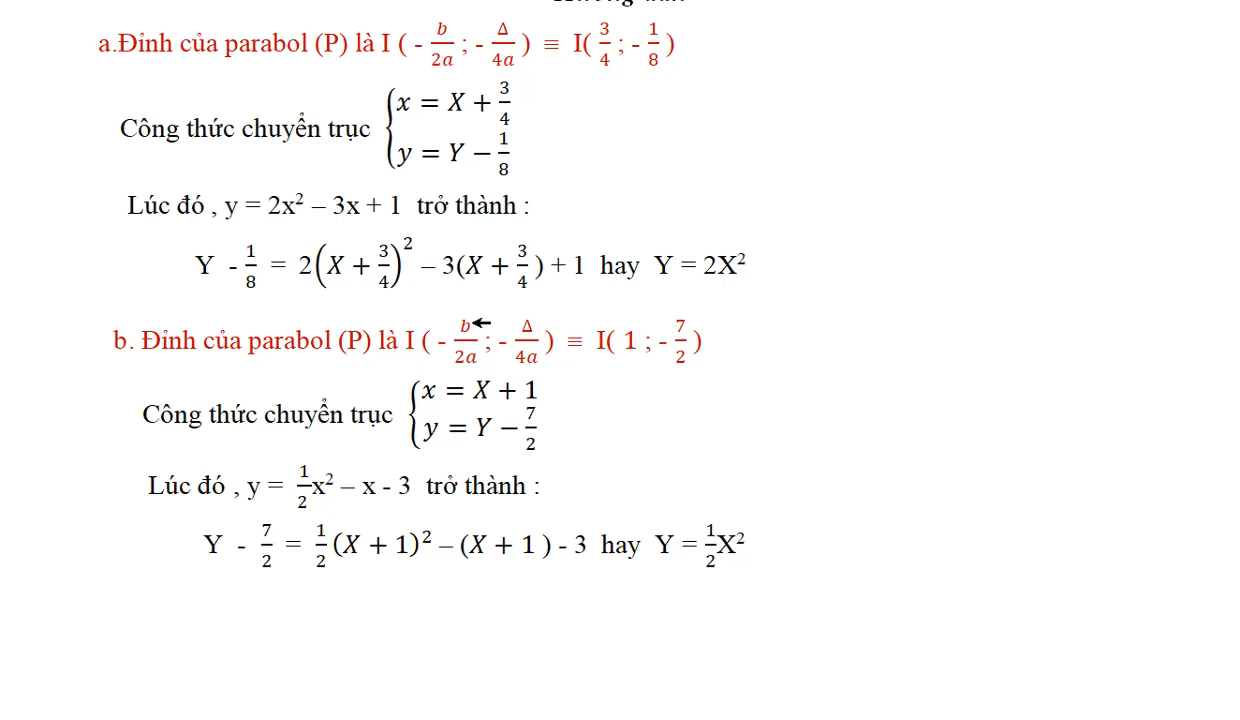 a.Đỉnh của parabol (P) là I ( - b/2a ; - Δ/4a ) ≡ I( 3/4 ; - 1/8 )
Công thức chuyển trục { x = X + 3/4
y = Y − 1/8
Lúc đó , y = 2x² – 3x + 1 trở thành :
Y - 1/8 = 2(X + 3/4)² – 3(X + 3/4 ) + 1 hay Y = 2X²
b. Đỉnh của parabol (P) là I ( - b/2a ; - Δ/4a ) ≡ I( 1 ; - 7/2 )
Công thức chuyển trục { x = X + 1
y = Y − 7/2
Lúc đó , y = 1/2x² – x - 3 trở thành :
Y - 7/2 = 1/2(X + 1)² – (X + 1 ) - 3 hay Y = 1/2X²